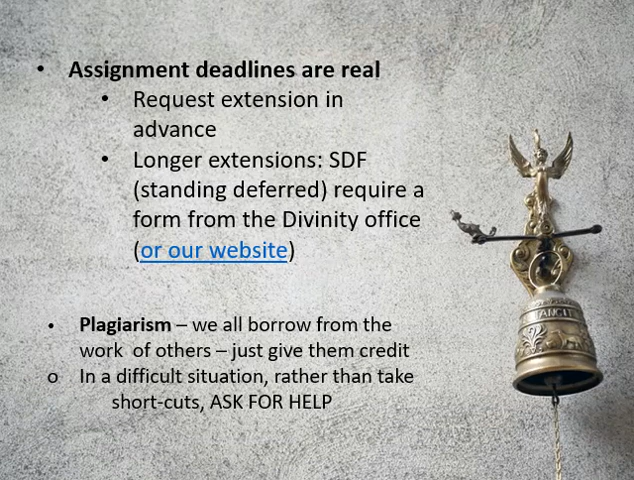 • Assignment deadlines are real
• Request extension in
advance
• Longer extensions: SDF
(standing deferred) require a
form from the Divinity office
(or our website)
• Plagiarism – we all borrow from the
work of others – just give them credit
o In a difficult situation, rather than take
short-cuts, ASK FOR HELP